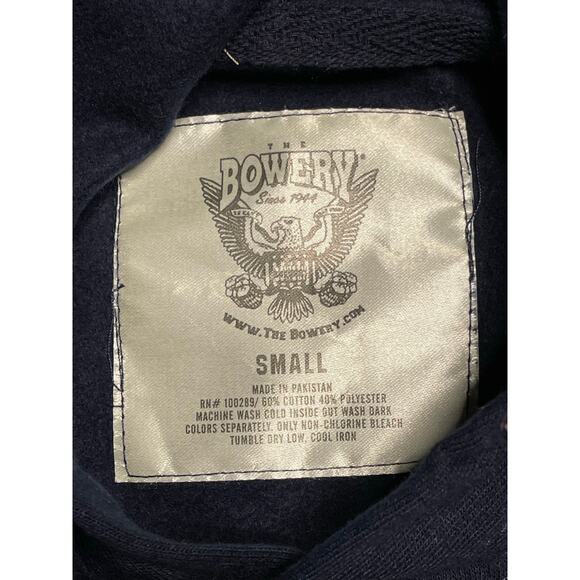 THE
BOWERY®
Since 1944
WWW.THE BOWERY.COM
SMALL
MADE IN PAKISTAN
RN# 100289/ 60% COTTON 40% POLYESTER
MACHINE WASH COLD INSIDE OUT WASH DARK
COLORS SEPARATELY. ONLY NON-CHLORINE BLEACH
TUMBLE DRY LOW, COOL IRON